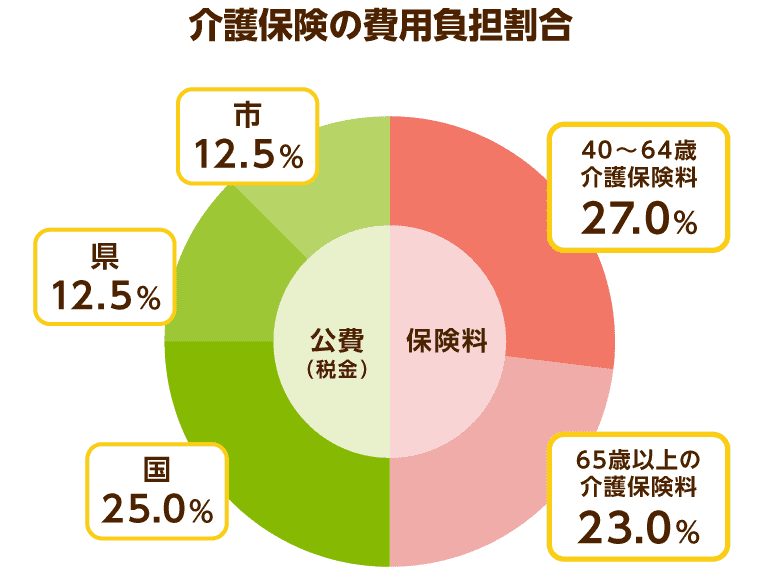 介護保険の費用負担割合
市
12.5%
40～64歳
介護保険料
27.0%
県
12.5%
公費
（税金）
保険料
国
25.0%
65歳以上の
介護保険料
23.0%